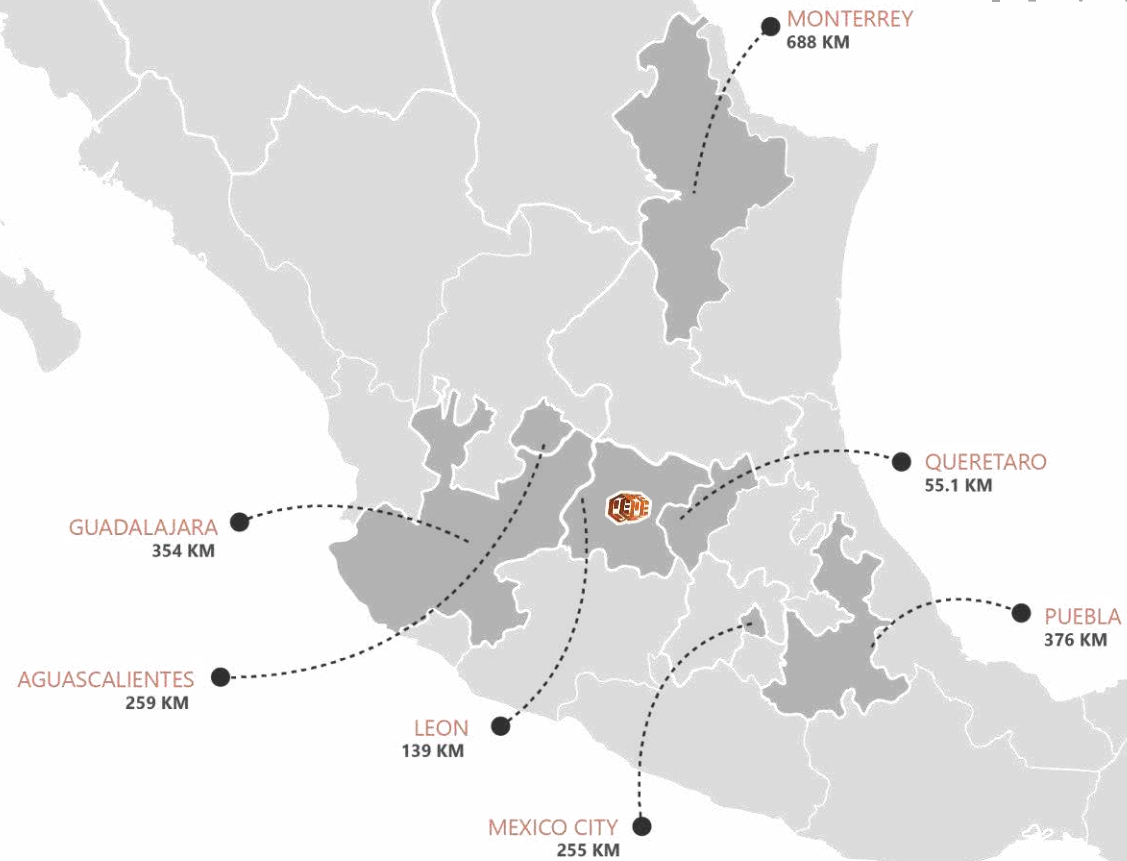 MONTERREY
688 KM
QUERETARO
55.1 KM
GUADALAJARA
354 KM
PUEBLA
376 KM
AGUASCALIENTES
259 KM
LEON
139 KM
MEXICO CITY
255 KM